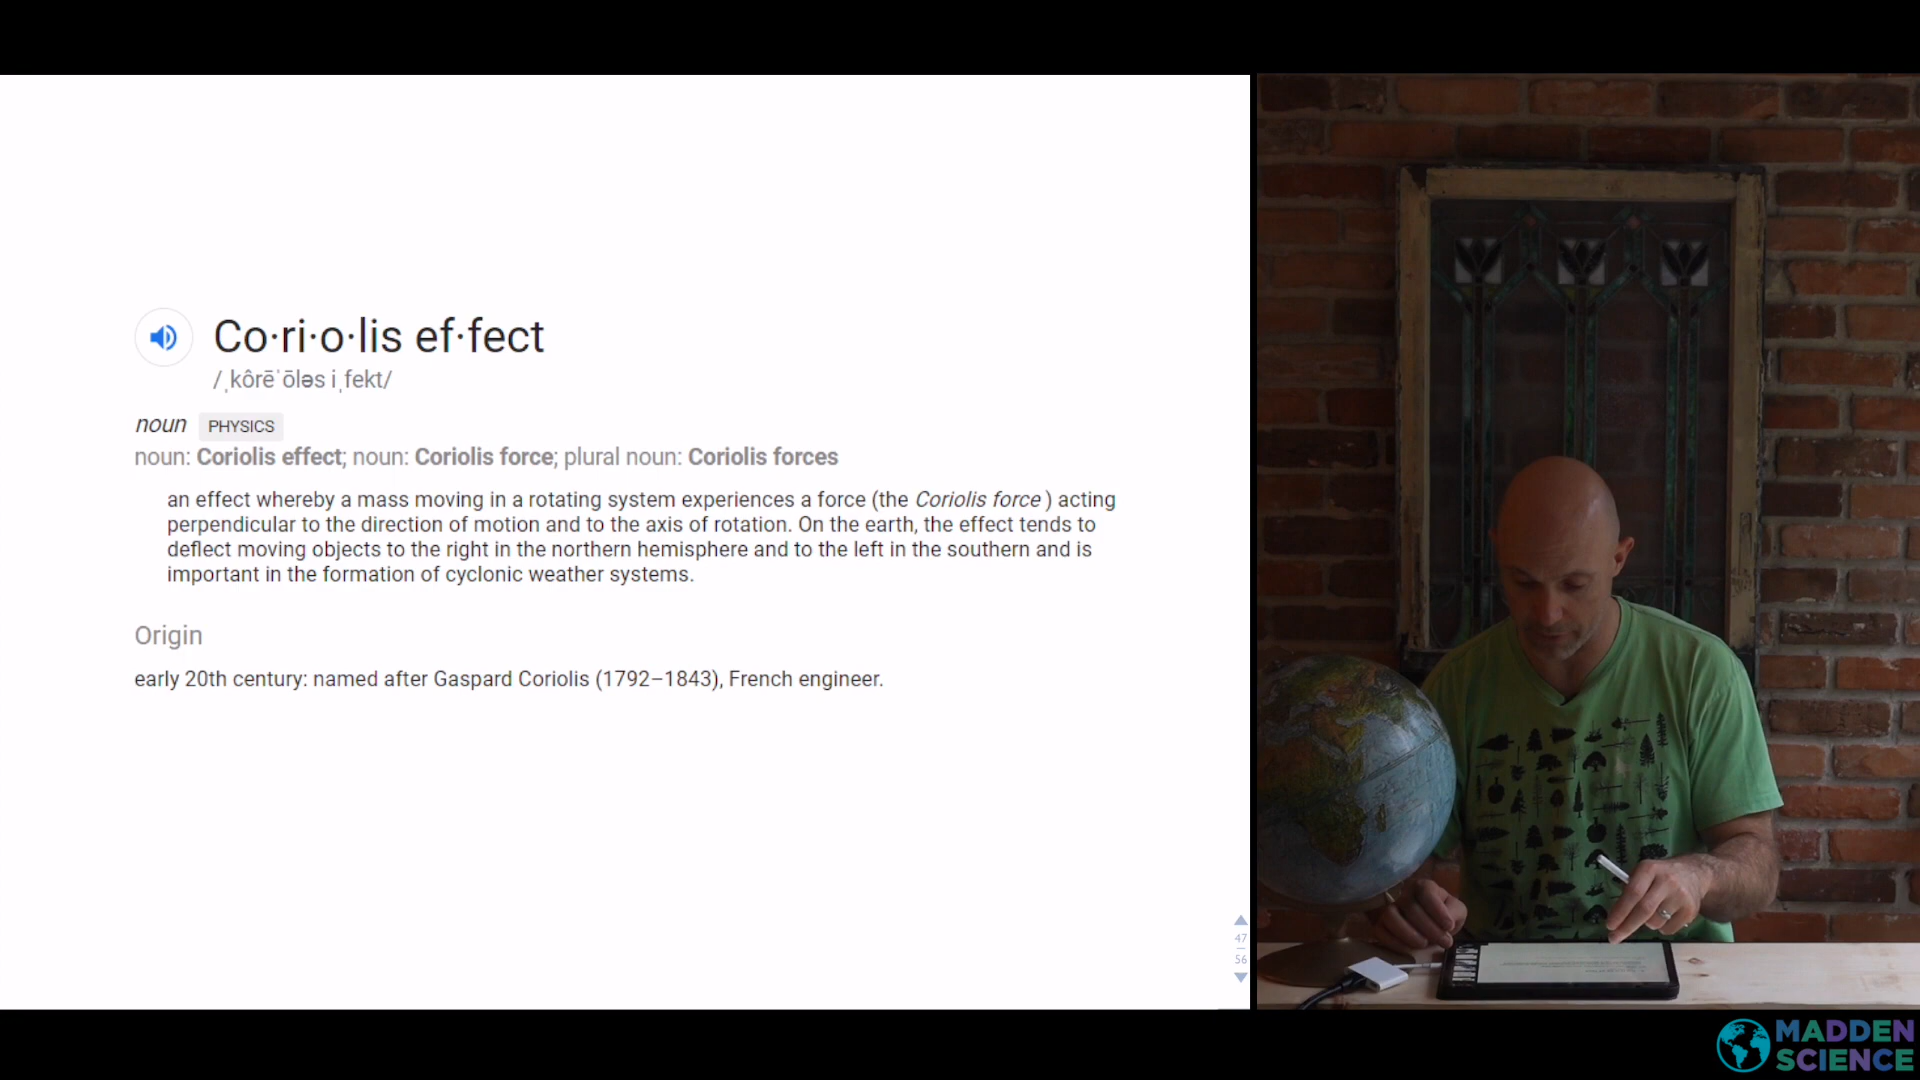 Co·ri·o·lis ef·fect
/ˌkôrēˈōləs iˌfekt/
noun PHYSICS
noun: Coriolis effect; noun: Coriolis force; plural noun: Coriolis forces
an effect whereby a mass moving in a rotating system experiences a force (the Coriolis force ) acting
perpendicular to the direction of motion and to the axis of rotation. On the earth, the effect tends to
deflect moving objects to the right in the northern hemisphere and to the left in the southern and is
important in the formation of cyclonic weather systems.
Origin
early 20th century: named after Gaspard Coriolis (1792–1843), French engineer.
47
56
MADDEN
SCIENCE